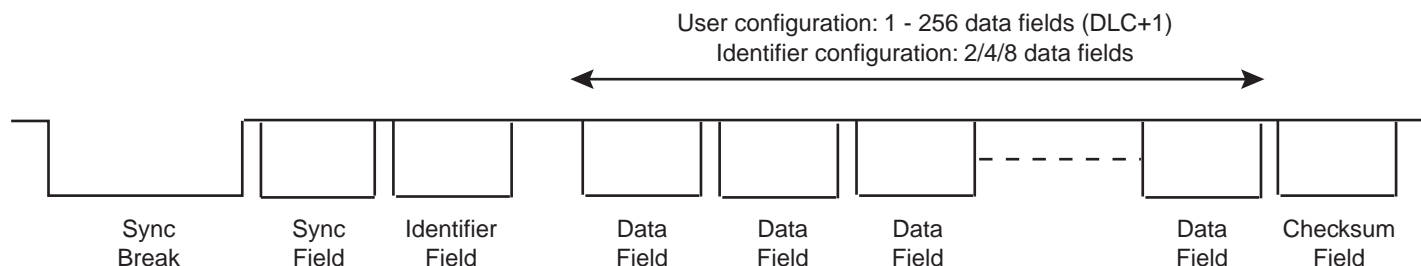 User configuration: 1 - 256 data fields (DLC+1)
Identifier configuration: 2/4/8 data fields
Sync
Break
Sync
Field
Identifier
Field
Data
Field
Data
Field
Data
Field
Data
Field
Checksum
Field